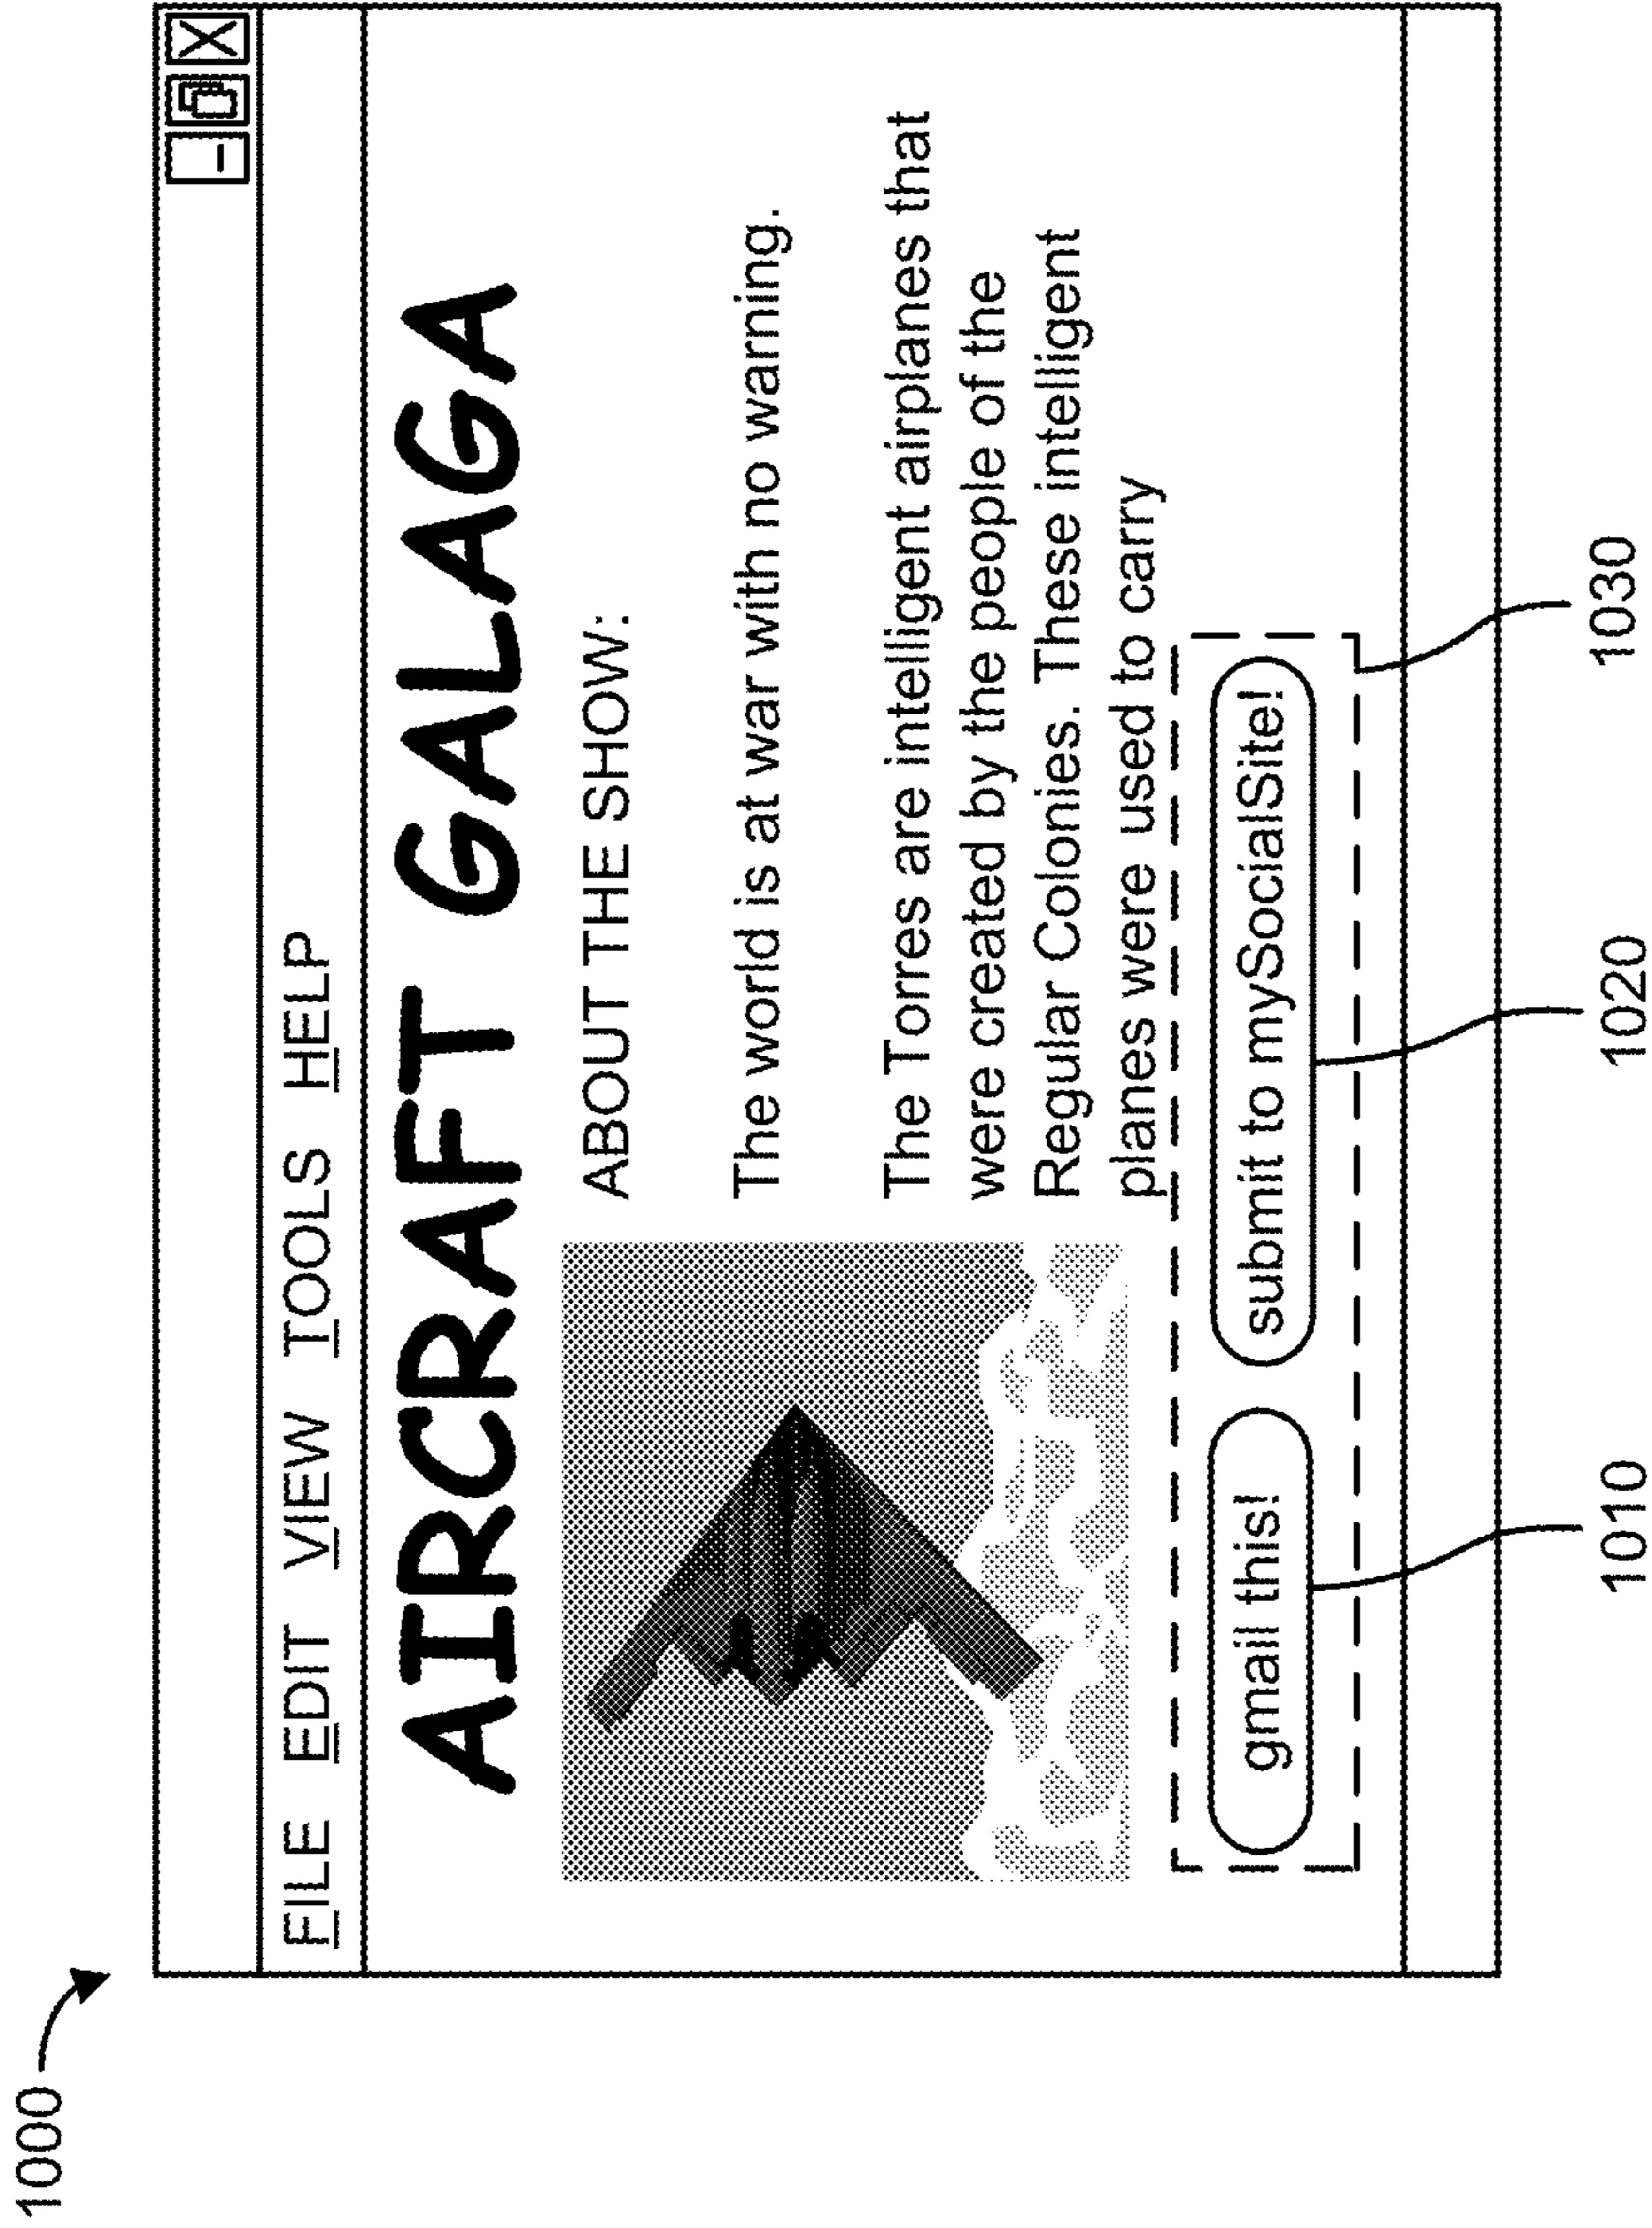 1000
FILE EDIT VIEW TOOLS HELP
AIRCRAFT GALAGA
ABOUT THE SHOW:
The world is at war with no warning.
The Torres are intelligent airplanes that
were created by the people of the
Regular Colonies. These intelligent
planes were used to carry
gmail this!
submit to mySocialSite!
1010
1020
1030